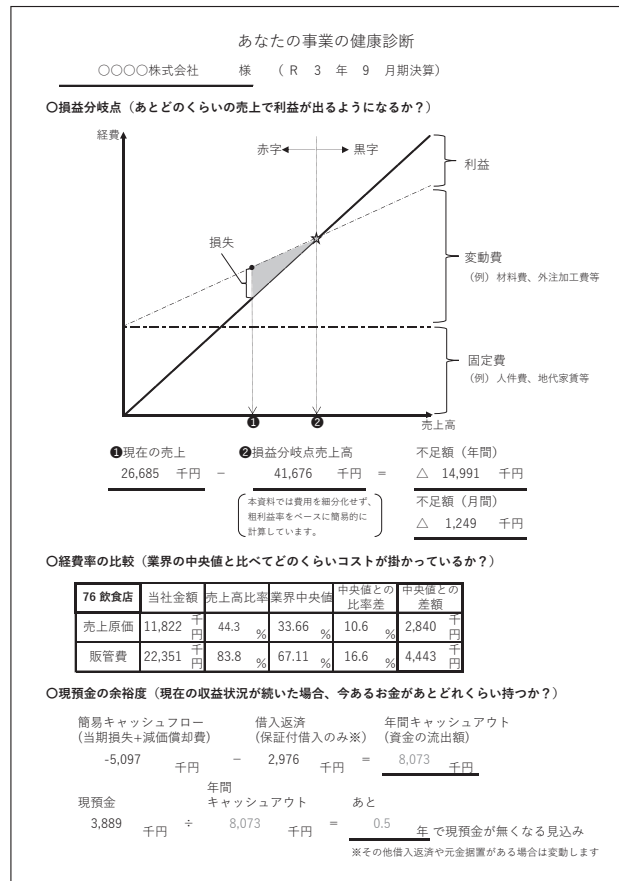 あなたの事業の健康診断
〇〇〇〇株式会社 様 （ R 3 年 9 月期決算）
〇損益分岐点（あとどのくらいの売上で利益が出るようになるか？）
経費
赤字 黒字
利益
損失
変動費
（例）材料費、外注加工費等
固定費
（例）人件費、地代家賃等
❶ ❷
売上高
❶現在の売上 ❷損益分岐点売上高 不足額（年間）
26,685 千円 − 41,676 千円 = △ 14,991 千円
本資料では費用を細分化せず、
粗利益率をベースに簡易的に
計算しています。
不足額（月間）
△ 1,249 千円
〇経費率の比較（業界の中央値と比べてどのくらいコストが掛かっているか？）
76 飲食店 当社金額 売上高比率 業界中央値 中央値との比率差 中央値との差額
売上原価 11,822 千円 44.3 % 33.66 % 10.6 % 2,840 千円
販管費 22,351 千円 83.8 % 67.11 % 16.6 % 4,443 千円
〇現預金の余裕度（現在の収益状況が続いた場合、今あるお金があとどれくらい持つか？）
簡易キャッシュフロー 借入返済 年間キャッシュアウト
(当期損失+減価償却費) (保証付借入のみ※) (資金の流出額)
-5,097 千円 − 2,976 千円 = 8,073 千円
年間
現預金 キャッシュアウト あと
3,889 千円 ÷ 8,073 千円 = 0.5 年 で現預金が無くなる見込み
※その他借入返済や元金据置がある場合は変動します